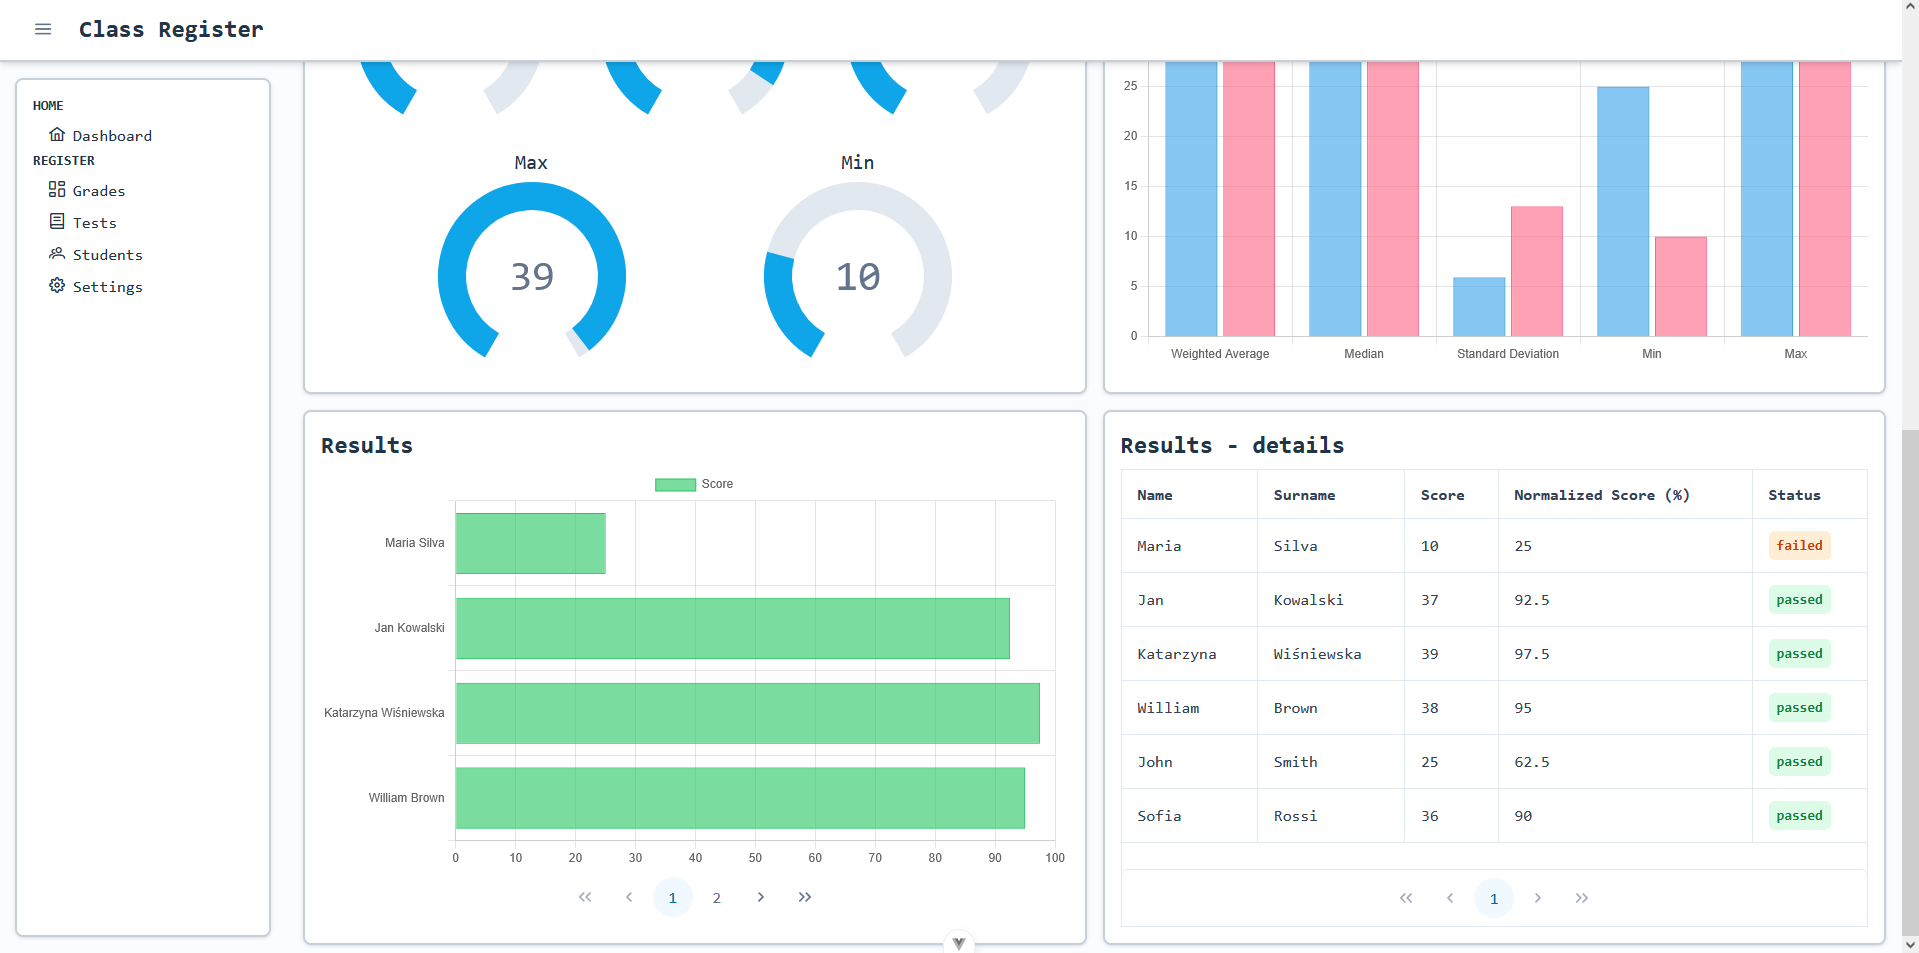 Class Register
HOME
Dashboard
REGISTER
Grades
Tests
Students
Settings
Max
39
Min
10
25
20
15
10
5
0
Weighted Average
Median
Standard Deviation
Min
Max
Results
Score
Maria Silva
Jan Kowalski
Katarzyna Wiśniewska
William Brown
0 10 20 30 40 50 60 70 80 90 100
1 2
Results - details
Name Surname Score Normalized Score (%) Status
Maria Silva 10 25 failed
Jan Kowalski 37 92.5 passed
Katarzyna Wiśniewska 39 97.5 passed
William Brown 38 95 passed
John Smith 25 62.5 passed
Sofia Rossi 36 90 passed
1